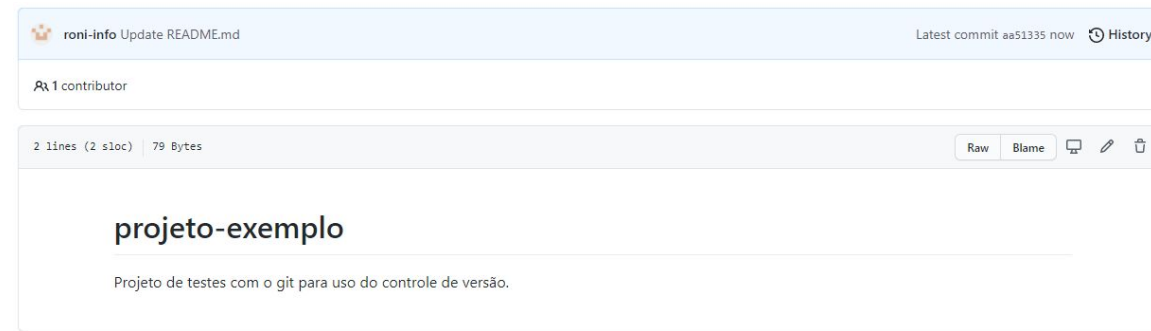 roni-info Update README.md Latest commit aa51335 now History
1 contributor
2 lines (2 sloc) 79 Bytes Raw Blame
projeto-exemplo
Projeto de testes com o git para uso do controle de versão.